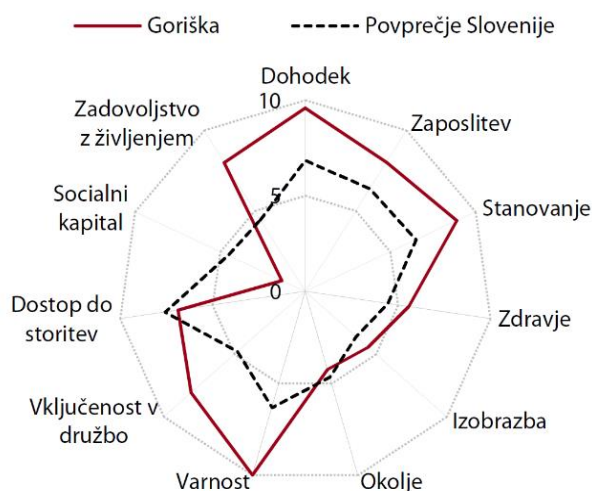 Goriška
Povprečje Slovenije
Dohodek
10
Zadovoljstvo
z življenjem
Zaposlitev
5
Socialni
kapital
Stanovanje
0
Dostop do
storitev
Zdravje
Vključenost v
družbo
Izobrazba
Varnost
Okolje